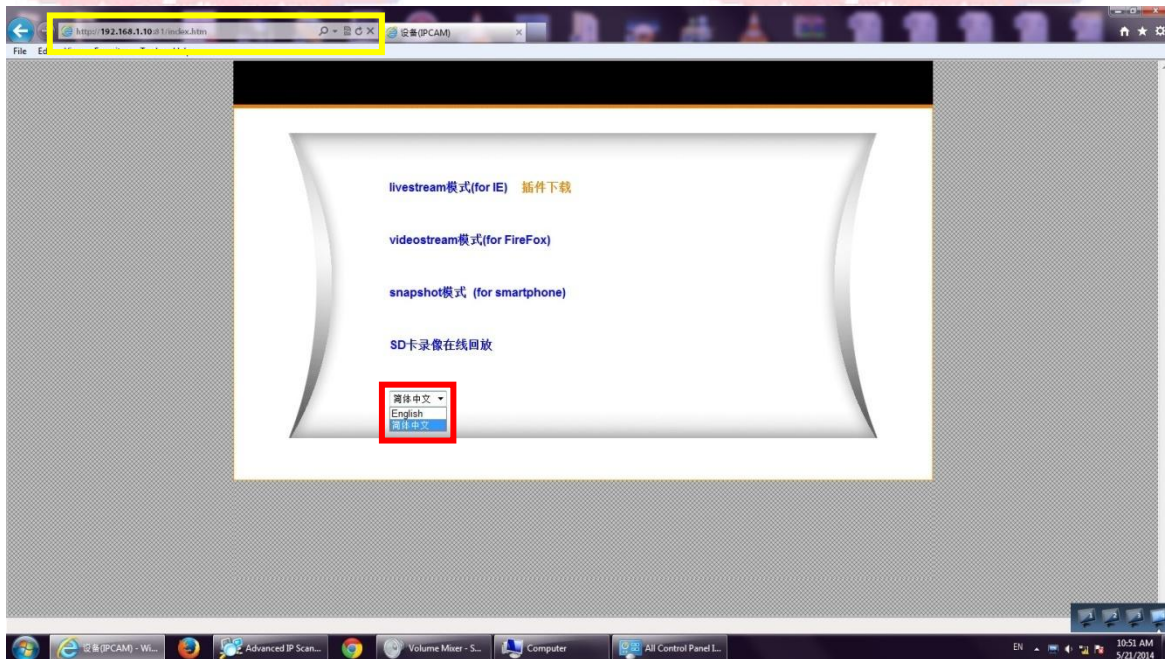 http://192.168.1.10:81/index.htm
设备(IPCAM)
File
livestream模式(for IE) 插件下载
videostream模式(for FireFox)
snapshot模式 (for smartphone)
SD卡录像在线回放
简体中文
English
简体中文
设备(IPCAM) - Wi...
Advanced IP Scan...
Volume Mixer - S...
Computer
All Control Panel I...
EN
10:51 AM
5/21/2014